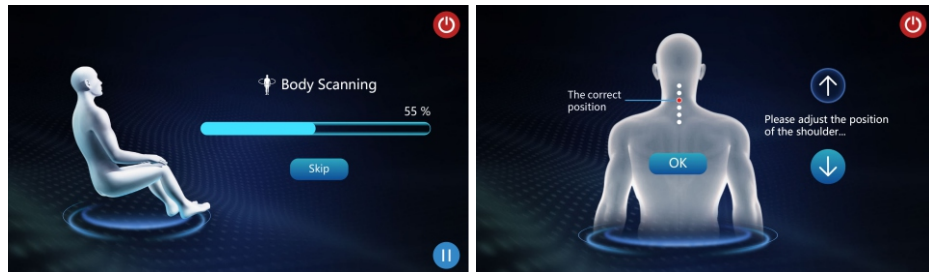 Body Scanning
55 %
Skip
The correct
position
OK
Please adjust the position
of the shoulder...